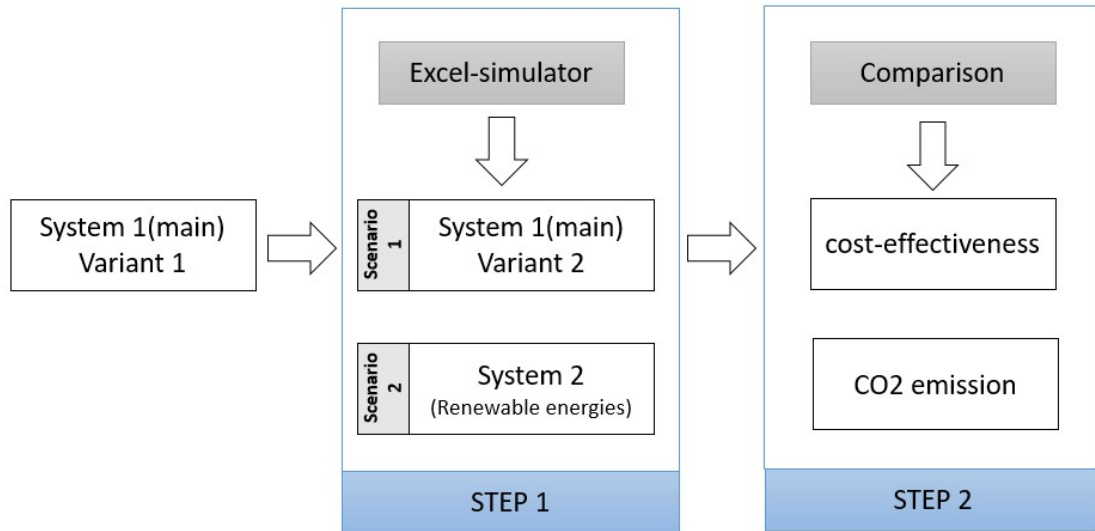 Excel-simulator
Comparison
System 1(main)
Variant 1
Scenario
1
System 1(main)
Variant 2
cost-effectiveness
Scenario
2
System 2
(Renewable energies)
CO2 emission
STEP 1
STEP 2